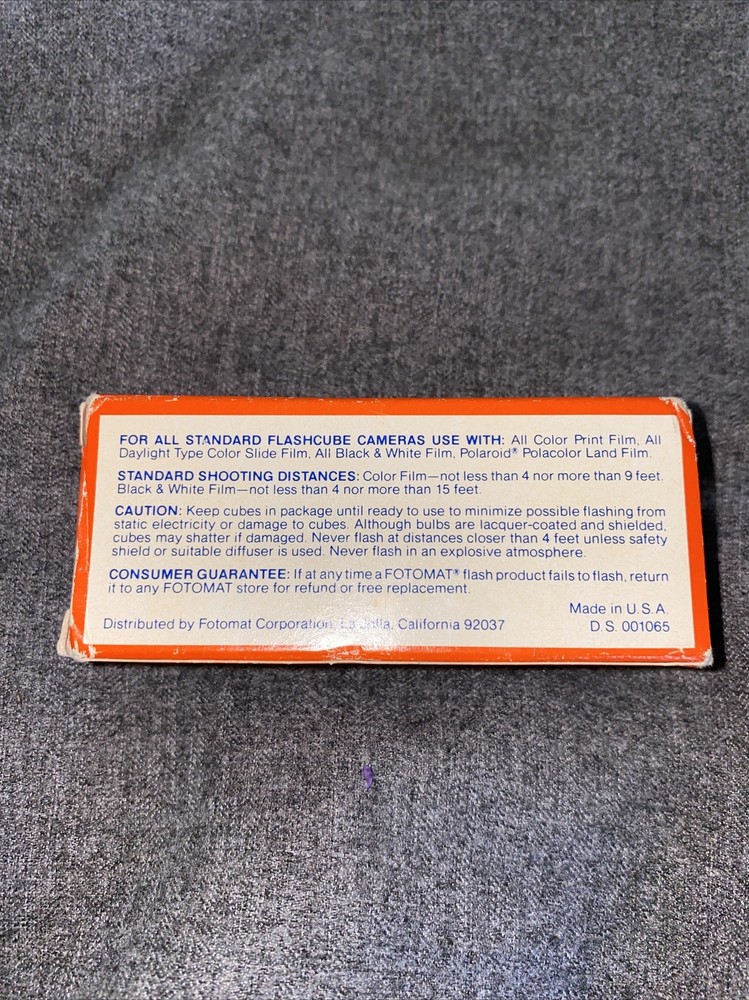 FOR ALL STANDARD FLASHCUBE CAMERAS USE WITH: All Color Print Film, All
Daylight Type Color Slide Film, All Black & White Film, Polaroid® Polacolor Land Film.
STANDARD SHOOTING DISTANCES: Color Film—not less than 4 nor more than 9 feet.
Black & White Film—not less than 4 nor more than 15 feet.
CAUTION: Keep cubes in package until ready to use to minimize possible flashing from
static electricity or damage to cubes. Although bulbs are lacquer-coated and shielded,
cubes may shatter if damaged. Never flash at distances closer than 4 feet unless safety
shield or suitable diffuser is used. Never flash in an explosive atmosphere.
CONSUMER GUARANTEE: If at any time a FOTOMAT® flash product fails to flash, return
it to any FOTOMAT store for refund or free replacement.
Made in U.S.A.
Distributed by Fotomat Corporation, La Jolla, California 92037 D.S. 001065